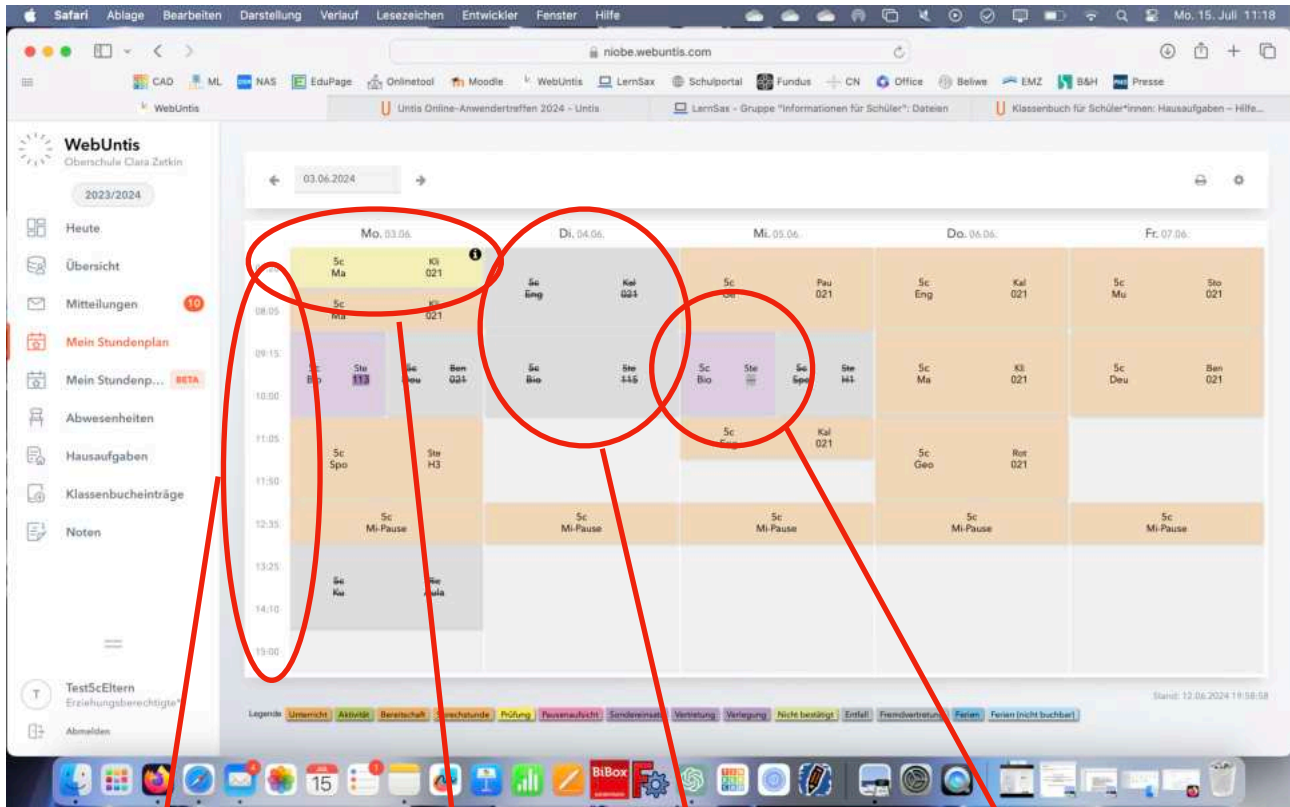 Safari Ablage Bearbeiten Darstellung Verlauf Lesezeichen Entwickler Fenster Hilfe Mo. 15. Juli 11:18
niobe.webuntis.com
CAD ML NAS EduPage Onlinetool Moodle WebUntis LernSax Schulportal Fundus CN Office Beliwe EMZ B&H Presse
WebUntis Untis Online-Anwendertreffen 2024 - Untis LernSax - Gruppe "Informationen für Schüler": Dateien Klassenbuch für Schüler*innen: Hausaufgaben – Hilfe...
WebUntis
Oberschule Clara Zetkin
2023/2024
03.06.2024
Heute
Übersicht
Mitteilungen 10
Mein Stundenplan
Mein Stundenp... BETA
Abwesenheiten
Hausaufgaben
Klassenbucheinträge
Noten
TestScEltern
Erziehungsberechtigte*
Abmelden
Mo. 03.06. Di. 04.06. Mi. 05.06. Do. 06.06. Fr. 07.06.
5c Kli
Ma 021
5c Kal 5c Pau 5c Kal 5c Sto
Eng 021 021 Eng 021 Mu 021
08:05
5c Kli
Ma 021
09:15
5c Ste 5c Ben 5c Ste 5c Ste 5c Ste 5c Kli 5c Ben
Bio 113 Deu 021 Bio 115 Bio Spo H1 Ma 021 Deu 021
10:00
11:05
5c Kal
Eng 021
5c Ste 5c Rot
Spo H3 Geo 021
11:50
12:35
5c 5c 5c 5c 5c
Mi-Pause Mi-Pause Mi-Pause Mi-Pause Mi-Pause
13:25
5c
Ku Aula
14:10
15:00
Stand: 12.06.2024 19:58:58
Legende Unterricht Aktivität Bereitschaft Sprechstunde Prüfung Pausenaufsicht Sondereinsatz Vertretung Verlegung Nicht bestätigt Entfall Fremdvertretung Ferien Ferien (nicht buchbar)
JULI
15
BiBox